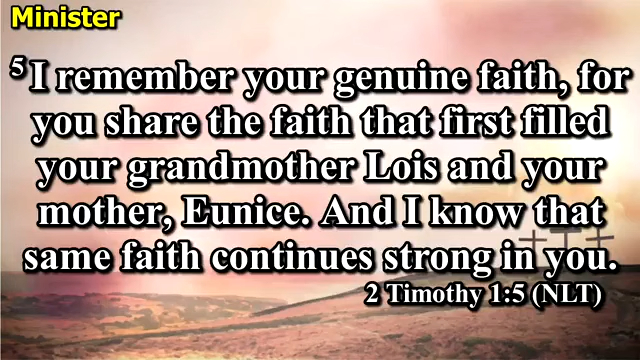 Minister
5 I remember your genuine faith, for
you share the faith that first filled
your grandmother Lois and your
mother, Eunice. And I know that
same faith continues strong in you.
2 Timothy 1:5 (NLT)